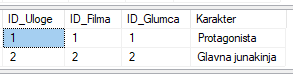 ID_Uloge ID_Filma ID_Glumca Karakter
1 1 1 Protagonista
2 2 2 Glavna junakinja